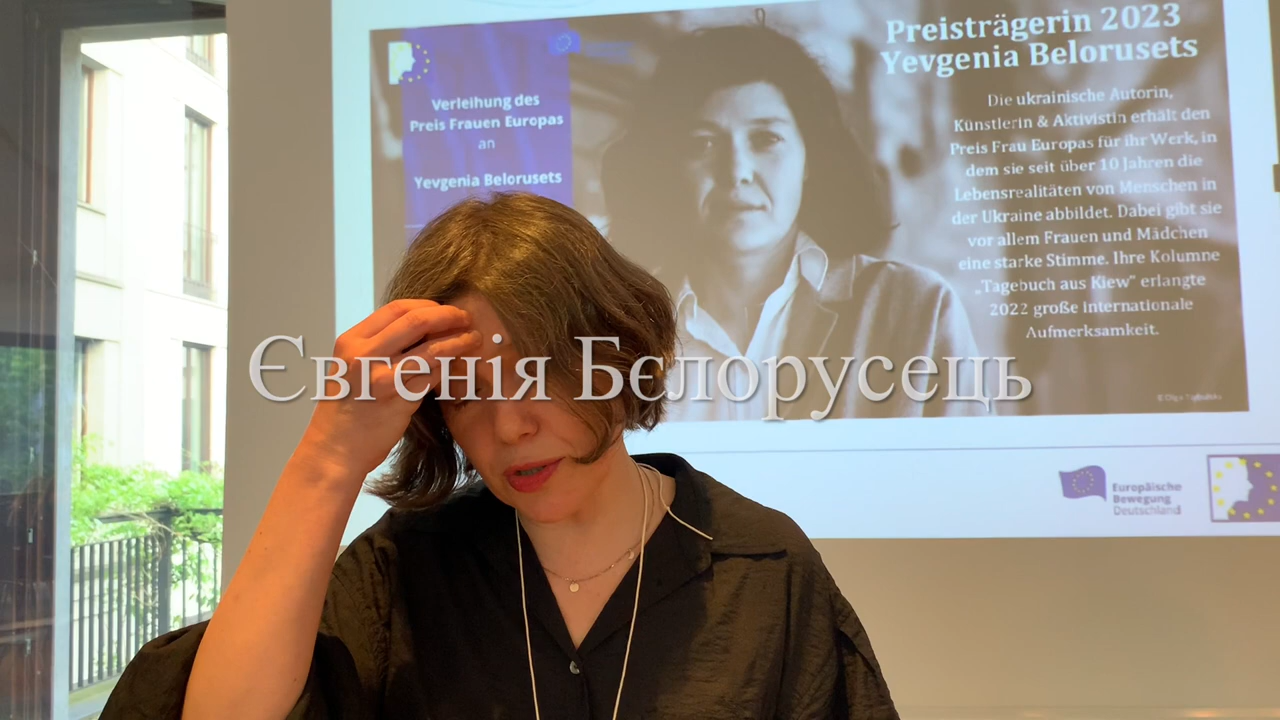 Preisträgerin 2023
Yevgenia Belorusets
Verleihung des
Preis Frauen Europas
an
Yevgenia Belorusets
Die ukrainische Autorin,
Künstlerin & Aktivistin erhält den
Preis Frau Europas für ihr Werk, in
dem sie seit über 10 Jahren die
Lebensrealitäten von Menschen in
der Ukraine abbildet. Dabei gibt sie
vor allem Frauen und Mädchen
eine starke Stimme. Ihre Kolumne
„Tagebuch aus Kiew" erlangte
2022 große internationale
Aufmerksamkeit.
Євгенія Бєлорусець
Europäische
Bewegung
Deutschland